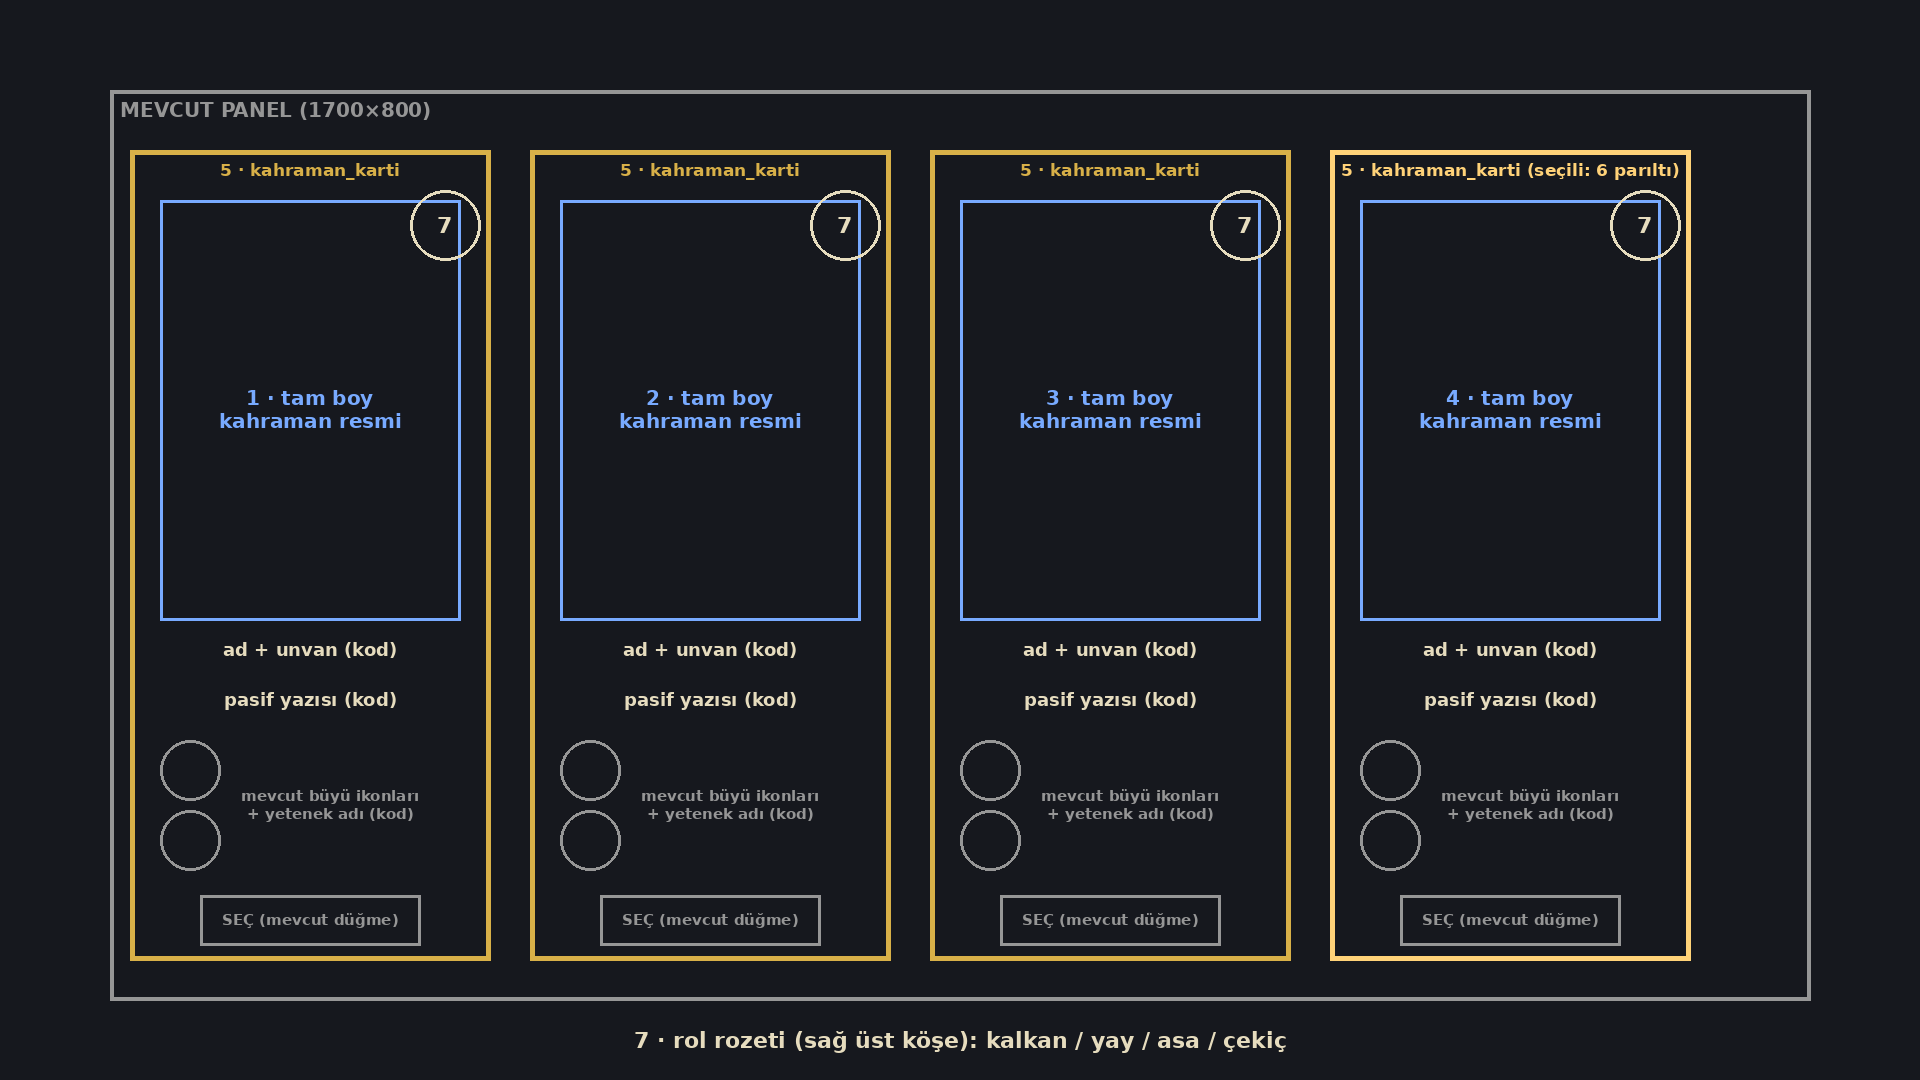 MEVCUT PANEL (1700×800)
5 · kahraman_karti
7
1 · tam boy
kahraman resmi
ad + unvan (kod)
pasif yazısı (kod)
mevcut büyü ikonları
+ yetenek adı (kod)
SEÇ (mevcut düğme)
5 · kahraman_karti
7
2 · tam boy
kahraman resmi
ad + unvan (kod)
pasif yazısı (kod)
mevcut büyü ikonları
+ yetenek adı (kod)
SEÇ (mevcut düğme)
5 · kahraman_karti
7
3 · tam boy
kahraman resmi
ad + unvan (kod)
pasif yazısı (kod)
mevcut büyü ikonları
+ yetenek adı (kod)
SEÇ (mevcut düğme)
5 · kahraman_karti (seçili: 6 parıltı)
7
4 · tam boy
kahraman resmi
ad + unvan (kod)
pasif yazısı (kod)
mevcut büyü ikonları
+ yetenek adı (kod)
SEÇ (mevcut düğme)
7 · rol rozeti (sağ üst köşe): kalkan / yay / asa / çekiç